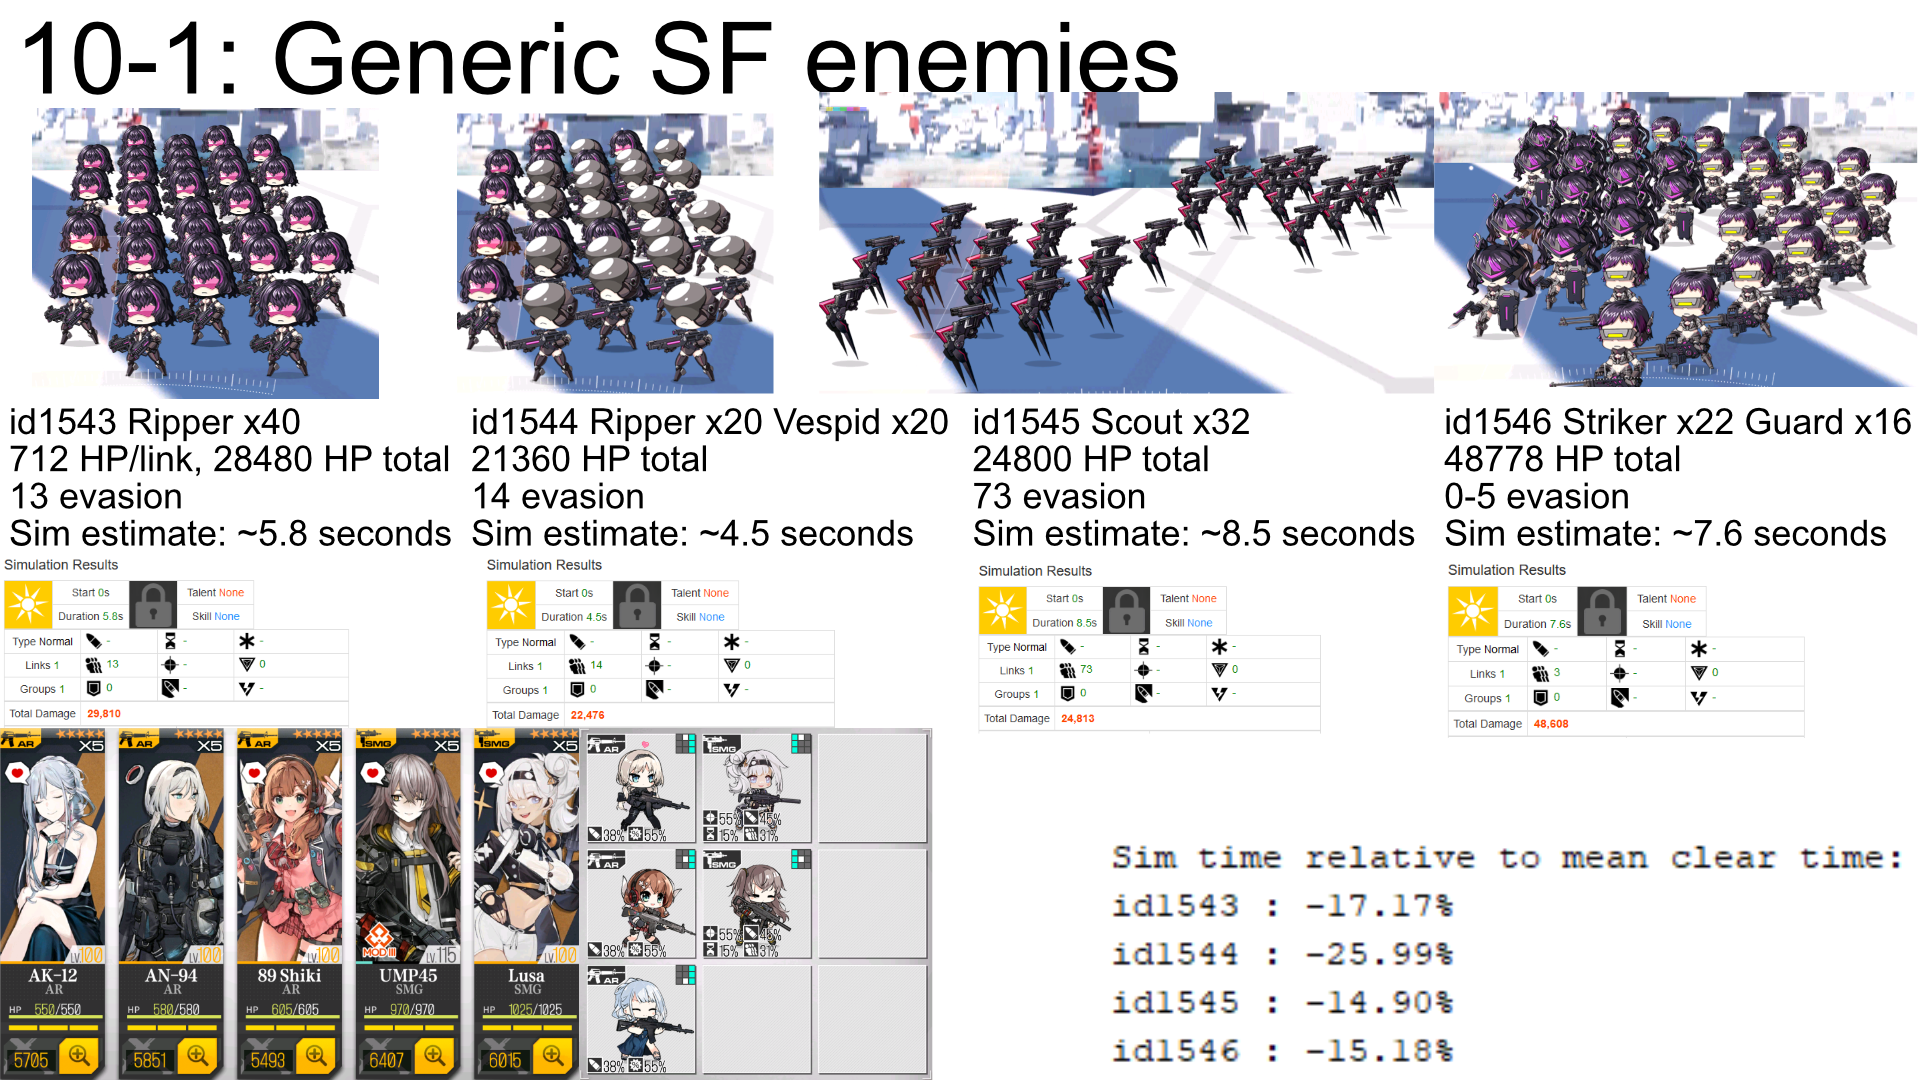 10-1: Generic SF enemies
id1543 Ripper x40
712 HP/link, 28480 HP total
13 evasion
Sim estimate: ~5.8 seconds
id1544 Ripper x20 Vespid x20
21360 HP total
14 evasion
Sim estimate: ~4.5 seconds
id1545 Scout x32
24800 HP total
73 evasion
Sim estimate: ~8.5 seconds
id1546 Striker x22 Guard x16
48778 HP total
0-5 evasion
Sim estimate: ~7.6 seconds
Simulation Results
Start 0s
Talent None
Duration 5.8s
Skill None
Type Normal - - -
Links 1 13 - 0
Groups 1 0 - -
Total Damage 29,810
Simulation Results
Start 0s
Talent None
Duration 4.5s
Skill None
Type Normal - - -
Links 1 14 - 0
Groups 1 0 - -
Total Damage 22,476
Simulation Results
Start 0s
Talent None
Duration 8.5s
Skill None
Type Normal - - -
Links 1 73 - 0
Groups 1 0 - -
Total Damage 24,813
Simulation Results
Start 0s
Talent None
Duration 7.6s
Skill None
Type Normal - - -
Links 1 3 - 0
Groups 1 0 - -
Total Damage 48,608
AR X5
LV.100
AK-12
AR
HP 550/550
5705
AR X5
LV.100
AN-94
AR
HP 580/580
5851
AR X5
LV.100
89 Shiki
AR
HP 605/605
5493
SMG X5
MOD III
LV.115
UMP45
SMG
HP 970/970
6407
SMG X5
LV.100
Lusa
SMG
HP 1025/1025
6015
AR
38% 55%
SMG
55% 45%
15% 31%
AR
38% 55%
SMG
55% 45%
15% 31%
AR
38% 55%
Sim time relative to mean clear time:
id1543 : -17.17%
id1544 : -25.99%
id1545 : -14.90%
id1546 : -15.18%